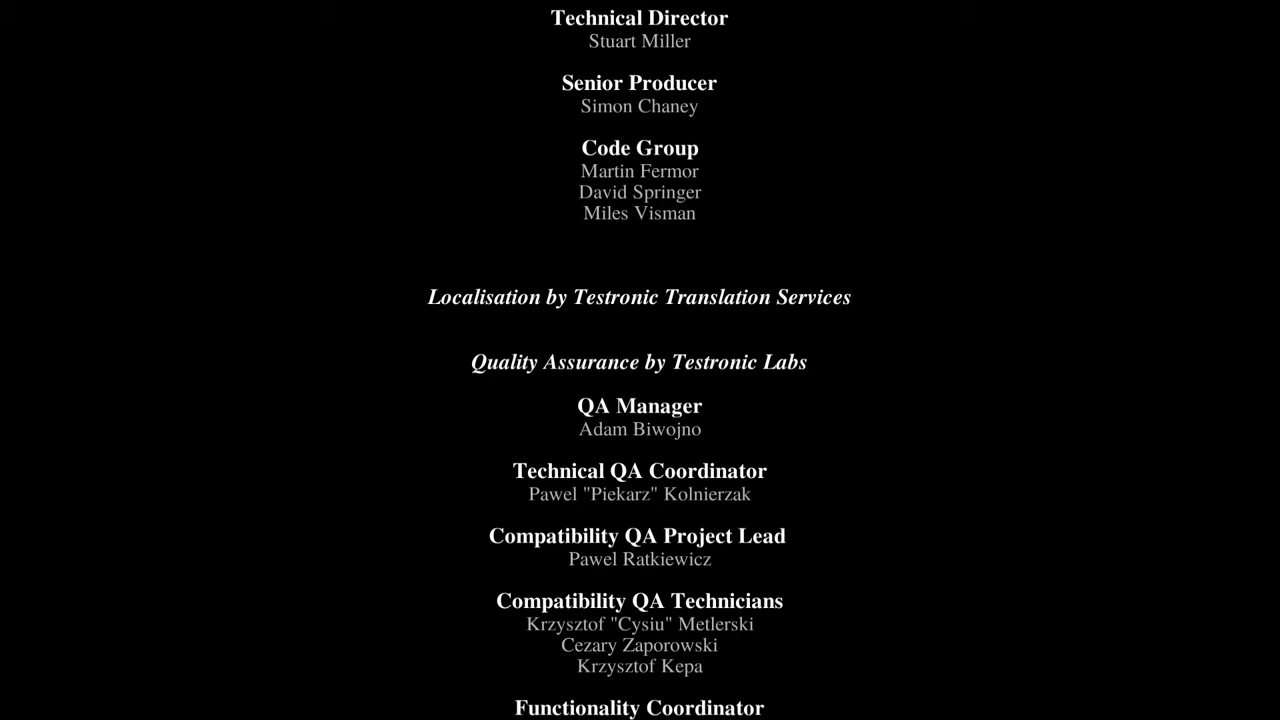 Technical Director
Stuart Miller
Senior Producer
Simon Chaney
Code Group
Martin Fermor
David Springer
Miles Visman
Localisation by Testronic Translation Services
Quality Assurance by Testronic Labs
QA Manager
Adam Biwojno
Technical QA Coordinator
Pawel "Piekarz" Kolnierzak
Compatibility QA Project Lead
Pawel Ratkiewicz
Compatibility QA Technicians
Krzysztof "Cysiu" Metlerski
Cezary Zaporowski
Krzysztof Kepa
Functionality Coordinator